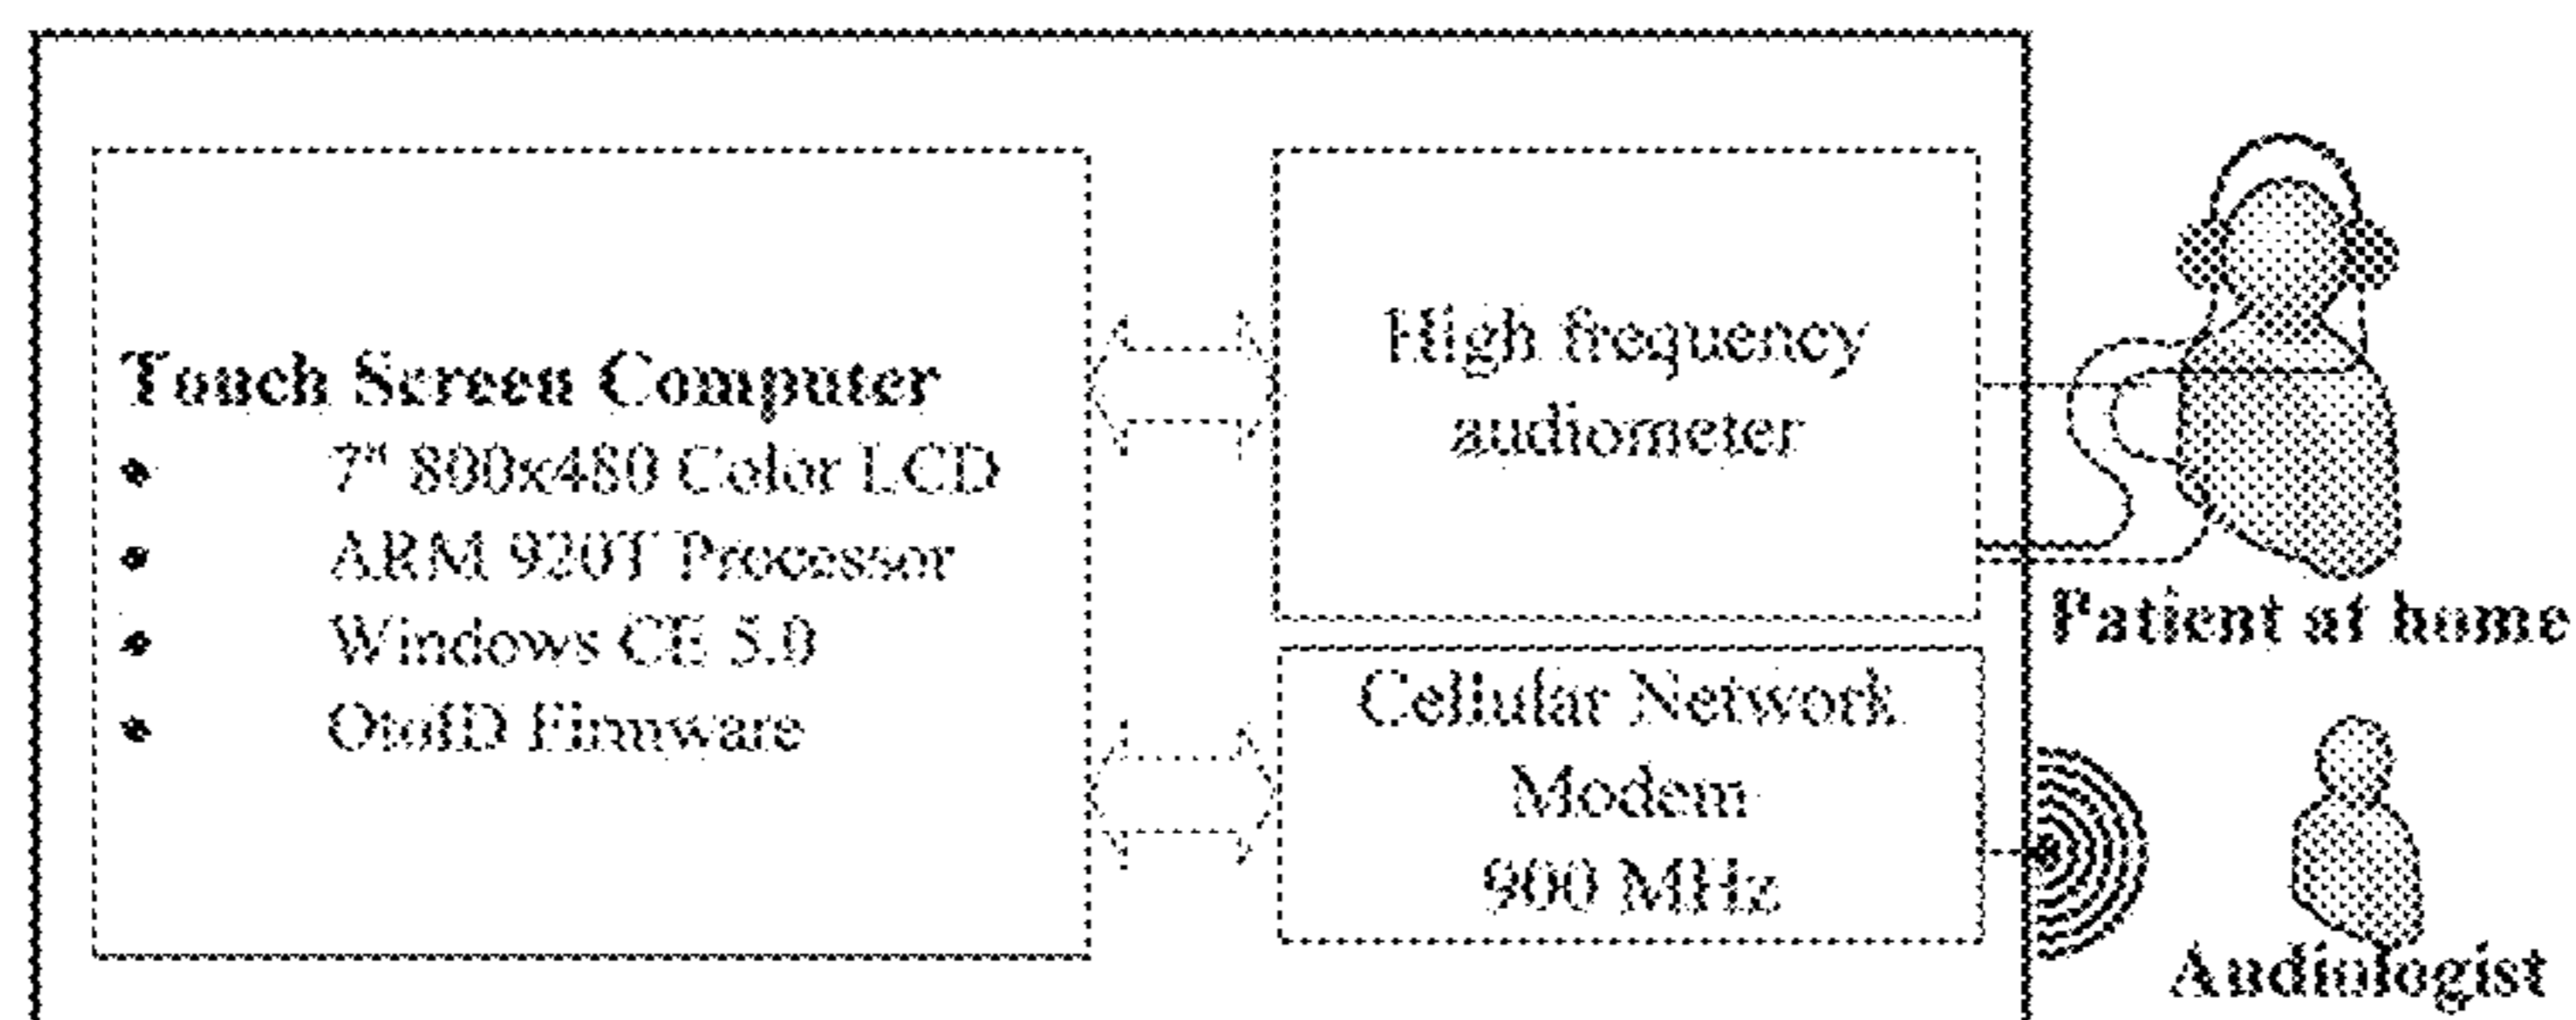 Touch Screen Computer
• 7" 800x480 Color LCD
• ARM 920T Processor
• Windows CE 5.0
• OtoID Firmware
High frequency
audiometer
Cellular Network
Modem
900 MHz
Patient at home
Audiologist